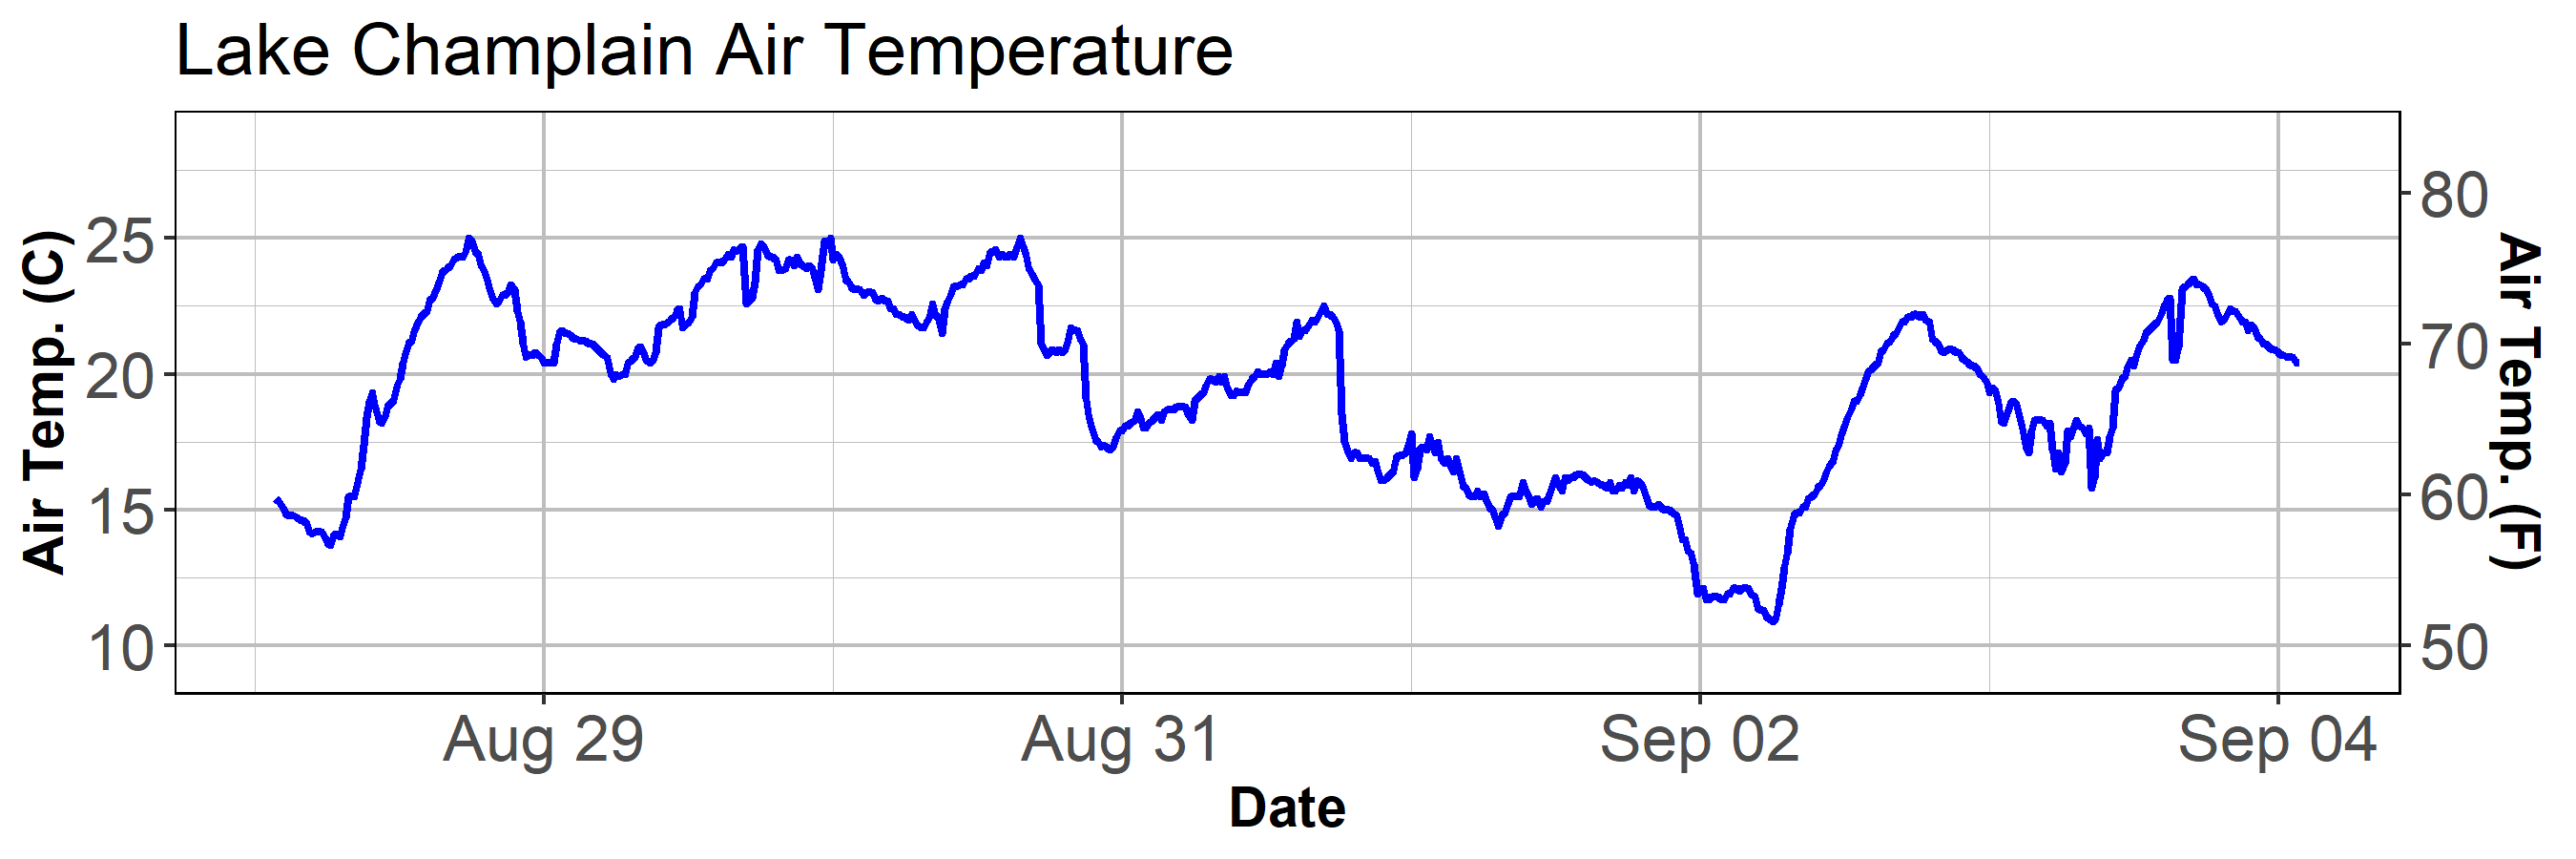 Lake Champlain Air Temperature
Air Temp. (C)
25
20
15
10
80
70
60
50
Air Temp. (F)
Aug 29
Aug 31
Sep 02
Sep 04
Date